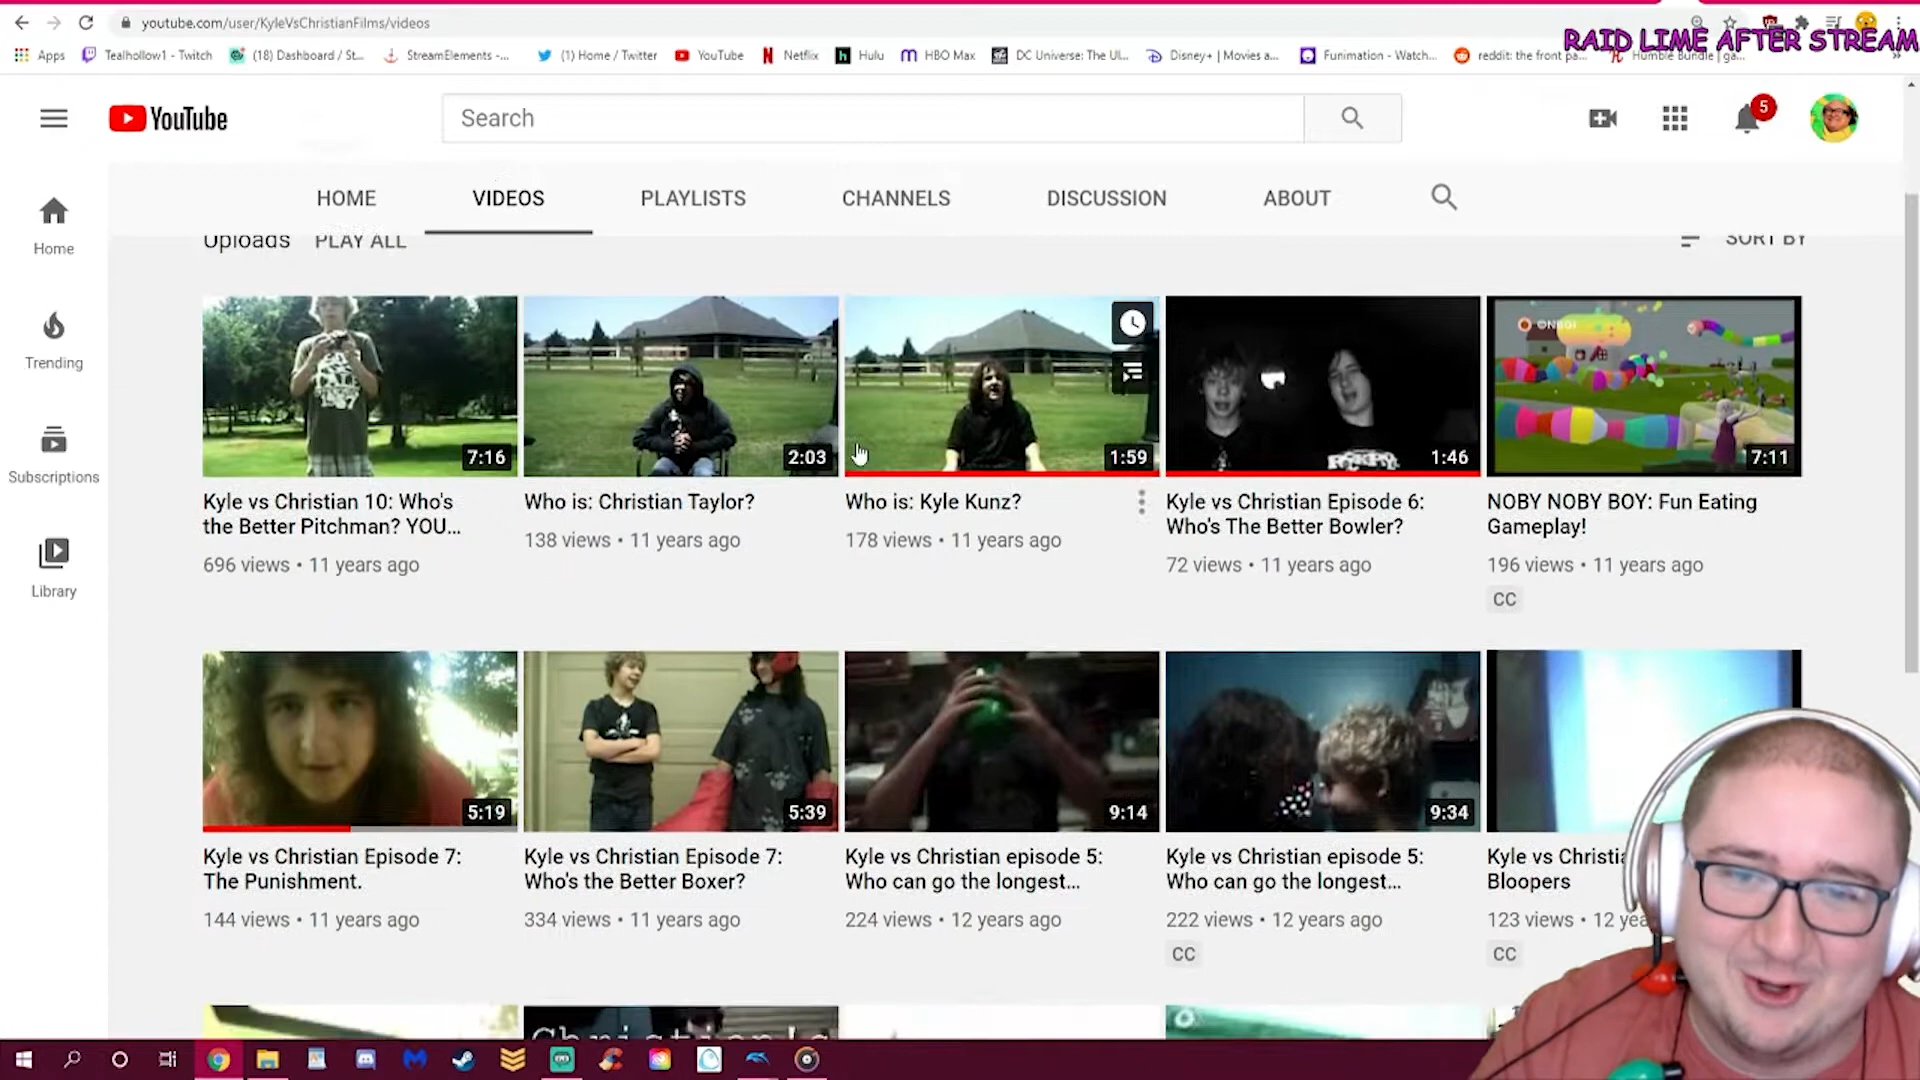 youtube.com/user/KyleVsChristianFilms/videos
RAID LIME AFTER STREAM
Apps
Tealhollow1 - Twitch
(18) Dashboard / St...
StreamElements -...
(1) Home / Twitter
YouTube
Netflix
Hulu
HBO Max
DC Universe: The Ul...
Disney+ | Movies a...
Funimation - Watch...
reddit: the front pa...
Humble Bundle | ga...
YouTube
Search
5
HOME
VIDEOS
PLAYLISTS
CHANNELS
DISCUSSION
ABOUT
Home
Trending
Subscriptions
Library
Uploads
PLAY ALL
SORT BY
7:16
2:03
1:59
1:46
7:11
Kyle vs Christian 10: Who's
the Better Pitchman? YOU...
696 views • 11 years ago
Who is: Christian Taylor?
138 views • 11 years ago
Who is: Kyle Kunz?
178 views • 11 years ago
Kyle vs Christian Episode 6:
Who's The Better Bowler?
72 views • 11 years ago
NOBY NOBY BOY: Fun Eating
Gameplay!
196 views • 11 years ago
CC
5:19
5:39
9:14
9:34
Kyle vs Christian Episode 7:
The Punishment.
144 views • 11 years ago
Kyle vs Christian Episode 7:
Who's the Better Boxer?
334 views • 11 years ago
Kyle vs Christian episode 5:
Who can go the longest...
224 views • 12 years ago
Kyle vs Christian episode 5:
Who can go the longest...
222 views • 12 years ago
CC
Kyle vs Christia
Bloopers
123 views • 12 yea
CC
Christian's